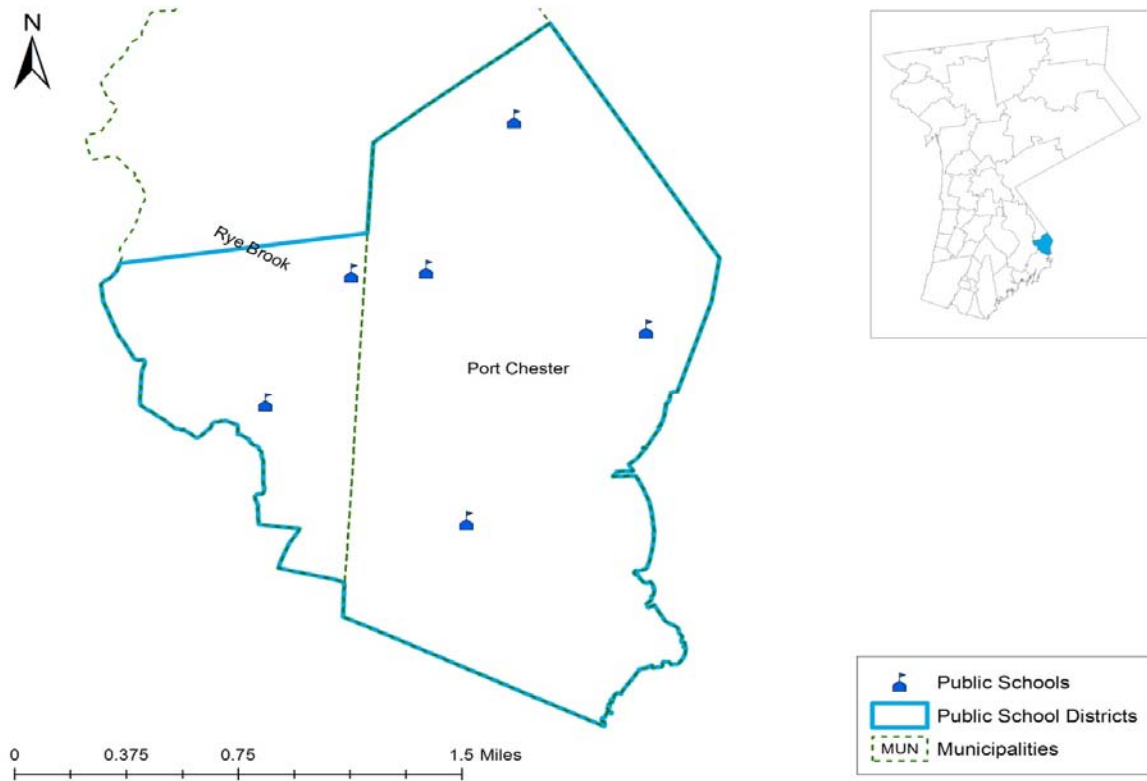 N
Rye Brook
Port Chester
0 0.375 0.75 1.5 Miles
Public Schools
Public School Districts
MUN Municipalities